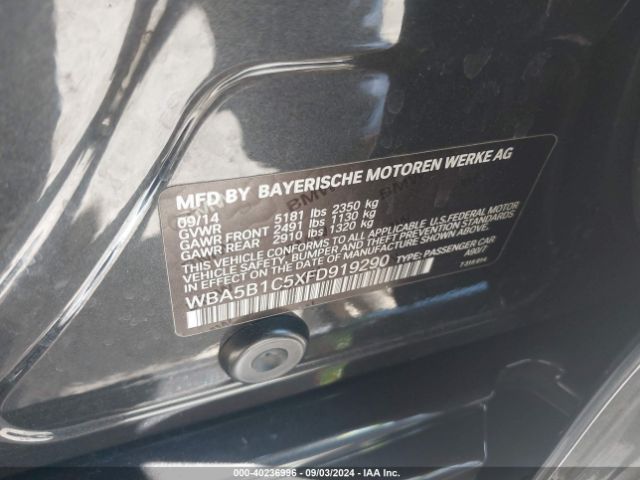 MFD BY BAYERISCHE MOTOREN WERKE AG
09/14
GVWR 5181 lbs 2350 kg
GAWR FRONT 2491 lbs 1130 kg
GAWR REAR 2910 lbs 1320 kg
THIS VEHICLE CONFORMS TO ALL APPLICABLE U.S.FEDERAL MOTOR
VEHICLE SAFETY, BUMPER, AND THEFT PREVENTION STANDARDS
IN EFFECT ON THE DATE OF MANUFACTURE SHOWN ABOVE.
WBA5B1C5XFD919290 TYPE: PASSENGER CAR
A90/7
©00-40236996 09/03/2024 IAA Inc.